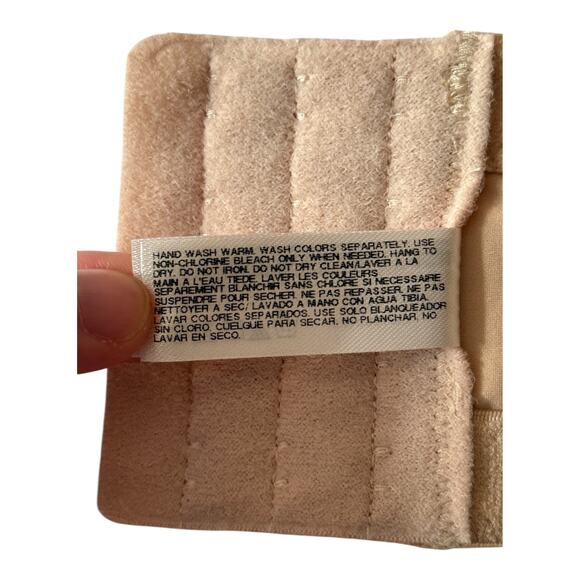 HAND WASH WARM. WASH COLORS SEPARATELY. USE
NON-CHLORINE BLEACH ONLY WHEN NEEDED. HANG TO
DRY. DO NOT IRON. DO NOT DRY CLEAN/LAVER A LA
MAIN A L'EAU TIEDE. LAVER LES COULEURS
SEPAREMENT BLANCHIR SANS CHLORE SI NECESSAIRE
SUSPENDRE POUR SECHER. NE PAS REPASSER. NE PAS
NETTOYER A SEC/ LAVADO A MANO CON AGUA TIBIA.
LAVAR COLORES SEPARADOS. USE SOLO BLANQUEADOR
SIN CLORO. CUELGUE PARA SECAR. NO PLANCHAR, NO
LAVAR EN SECO.